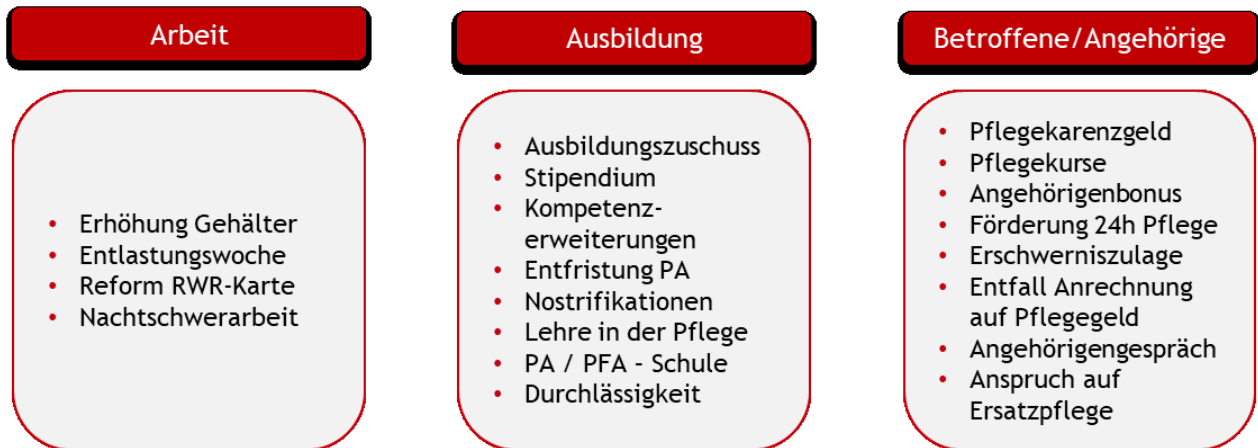 Arbeit
• Erhöhung Gehälter
• Entlastungswoche
• Reform RWR-Karte
• Nachtschwerarbeit
Ausbildung
• Ausbildungszuschuss
• Stipendium
• Kompetenz-
erweiterungen
• Entfristung PA
• Nostrifikationen
• Lehre in der Pflege
• PA / PFA - Schule
• Durchlässigkeit
Betroffene/Angehörige
• Pflegekarenzgeld
• Pflegekurse
• Angehörigenbonus
• Förderung 24h Pflege
• Erschwerniszulage
• Entfall Anrechnung
auf Pflegegeld
• Angehörigengespräch
• Anspruch auf
Ersatzpflege